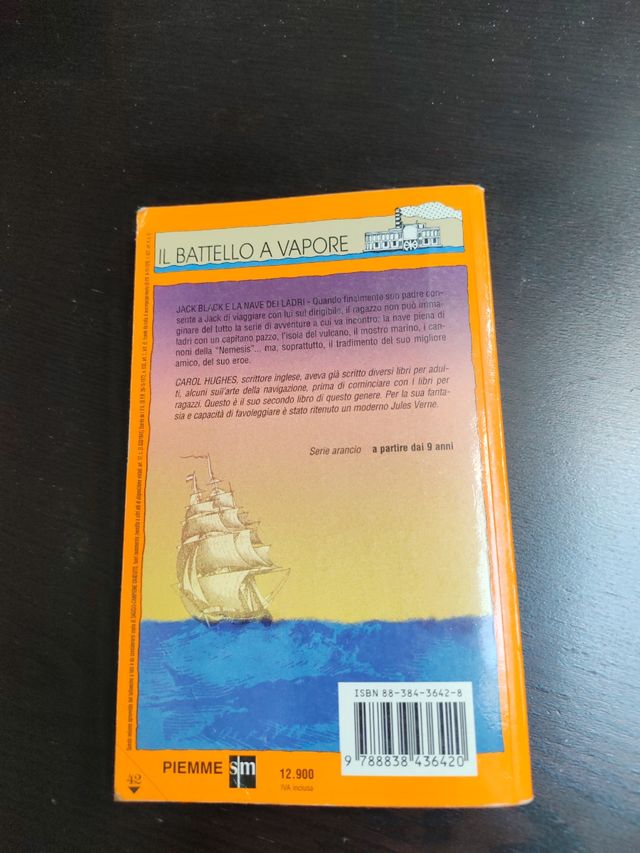 IL BATTELLO A VAPORE
JACK BLACK E LA NAVE DEI LADRI - Quando finalmente suo padre con-
sente a Jack di viaggiare con lui sul dirigibile, il ragazzo non può imma-
ginare del tutto la serie di avventure a cui va incontro: la nave piena di
ladri con un capitano pazzo, l'isola del vulcano, il mostro marino, i can-
noni della "Nemesis"... ma, soprattutto, il tradimento del suo migliore
amico, del suo eroe.
CAROL HUGHES, scrittore inglese, aveva già scritto diversi libri per adul-
ti, alcuni sull'arte della navigazione, prima di cominciare con i libri per
ragazzi. Questo è il suo secondo libro di questo genere. Per la sua fanta-
sia e capacità di favoleggiare è stato ritenuto un moderno Jules Verne.
Serie arancio a partire dai 9 anni
ISBN 88-384-3642-8
9 788838 436420
PIEMME sm
12.900
IVA inclusa
42